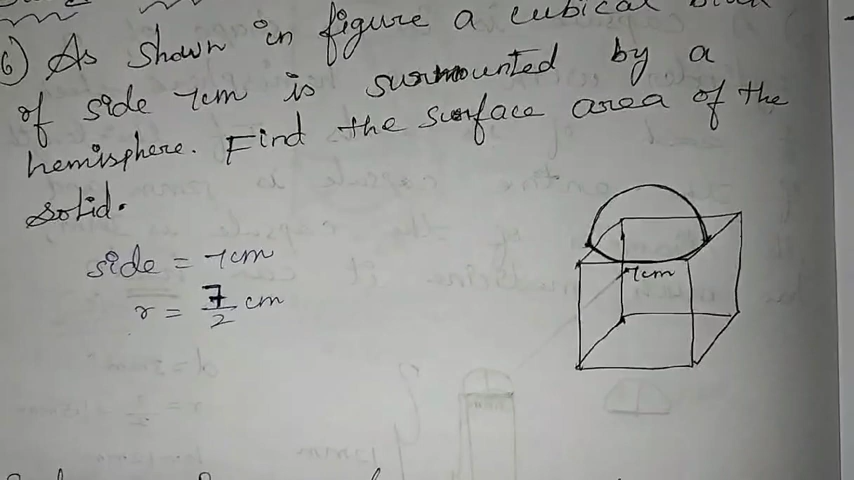 6) As shown in figure a cubical block
of side 7cm is surmounted by a
hemisphere. Find the surface area of the
solid.
side = 7cm
r = 7/2 cm
7cm